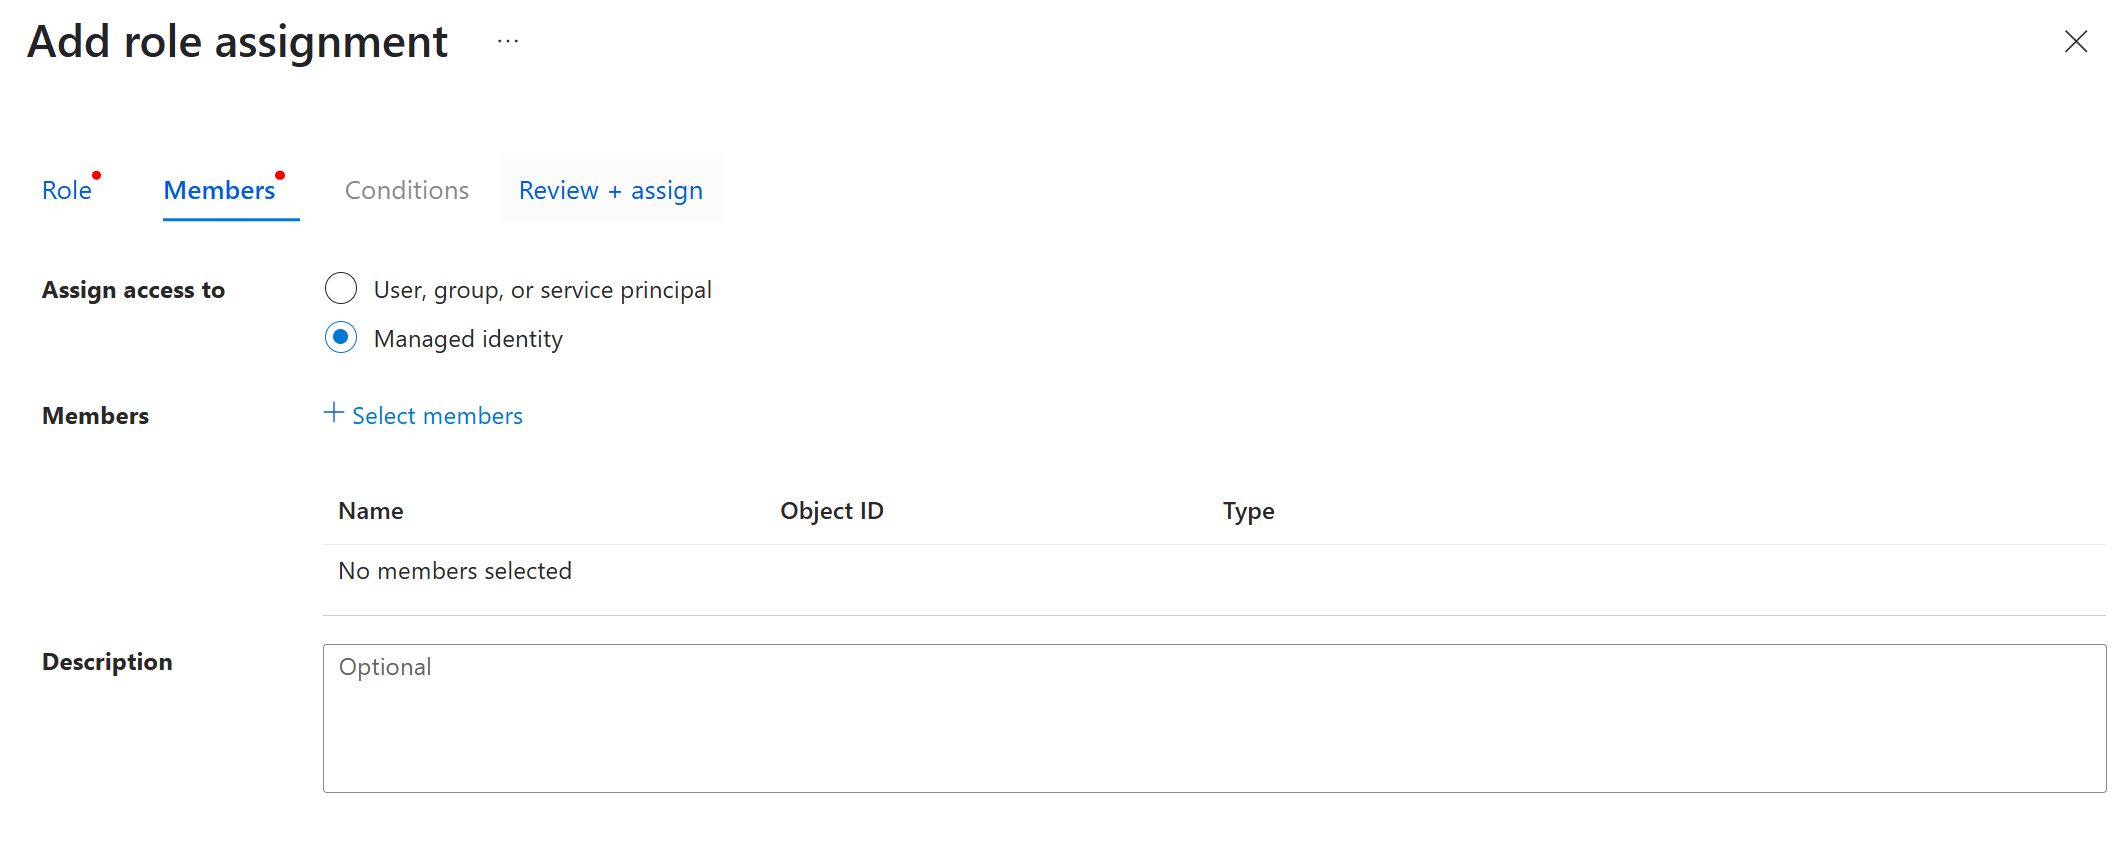 Add role assignment ...
Role Members Conditions Review + assign
Assign access to User, group, or service principal
Managed identity
Members + Select members
Name Object ID Type
No members selected
Description Optional